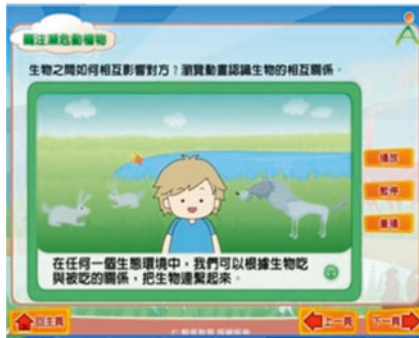 關注瀕危動植物
生物之間如何相互影響對方？瀏覽動畫認識生物的相互關係。
播放
暫停
重播
在任何一個生態環境中，我們可以根據生物吃
與被吃的關係，把生物連繫起來。
回主頁
上一頁
下一頁